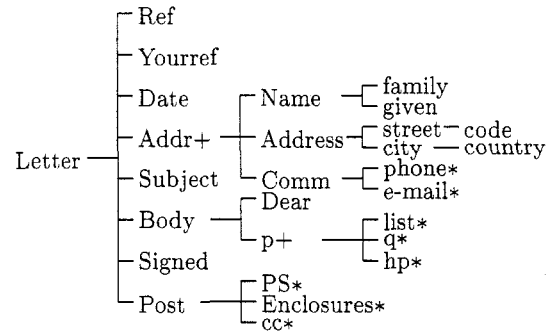 Ref
Yourref
Date
Name
family
given
Addr+
Address
street
code
city
country
Letter
Subject
Comm
phone*
e-mail*
Body
Dear
p+
list*
q*
hp*
Signed
Post
PS*
Enclosures*
cc*